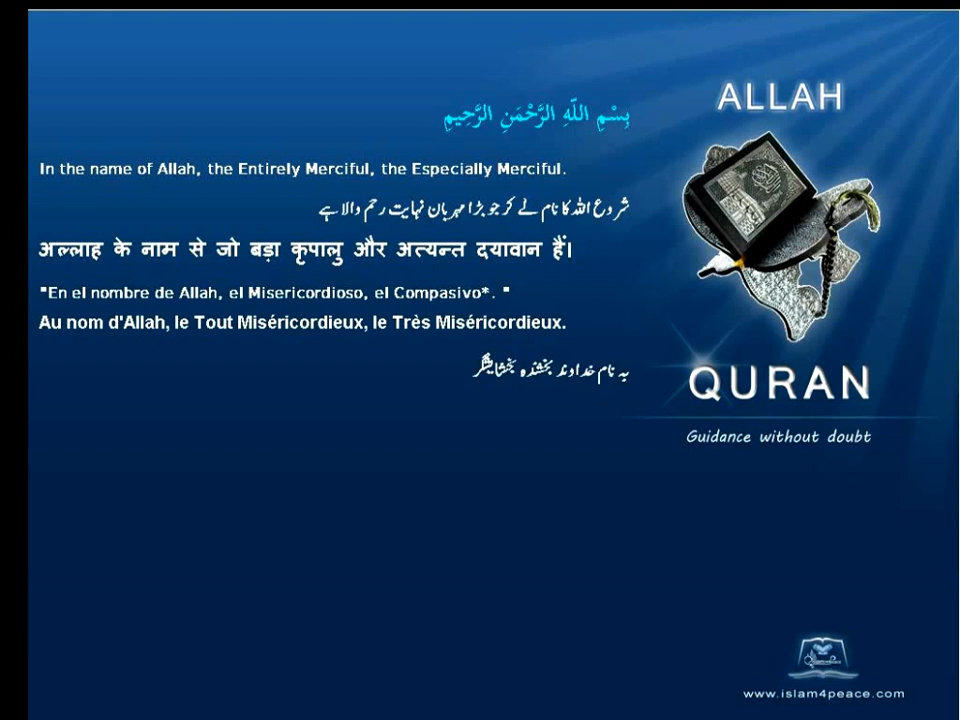 بِسْمِ اللّهِ الرَّحْمَنِ الرَّحِيمِ
In the name of Allah, the Entirely Merciful, the Especially Merciful.
شروع الله کا نام لے کر جو بڑا مہربان نہایت رحم والا ہے
अल्लाह के नाम से जो बड़ा कृपालु और अत्यन्त दयावान हैं।
"En el nombre de Allah, el Misericordioso, el Compasivo*. "
Au nom d'Allah, le Tout Miséricordieux, le Très Miséricordieux.
به نام خداوند بخشنده بخشایشگر
ALLAH
QURAN
Guidance without doubt
www.islam4peace.com